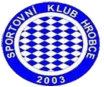 SPORTOVNÍ KLUB HROBCE
2003